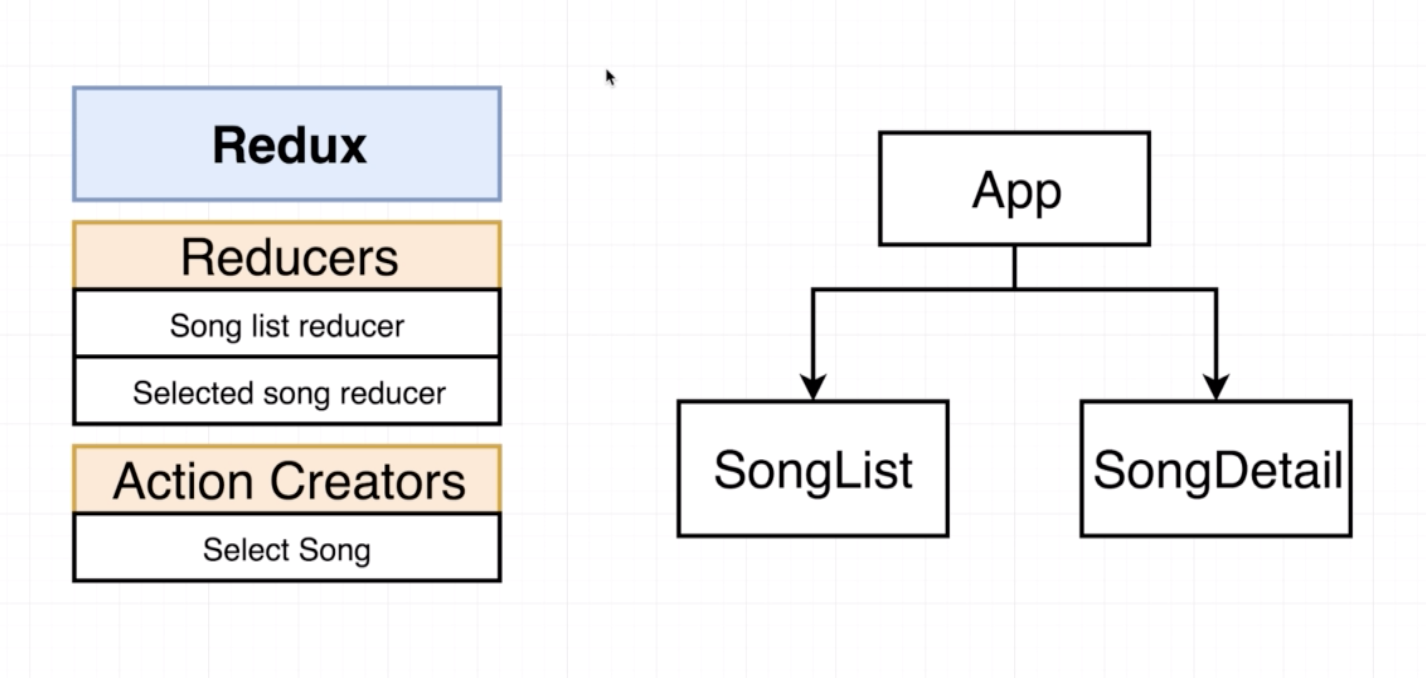 Redux
Reducers
Song list reducer
Selected song reducer
Action Creators
Select Song
App
SongList
SongDetail